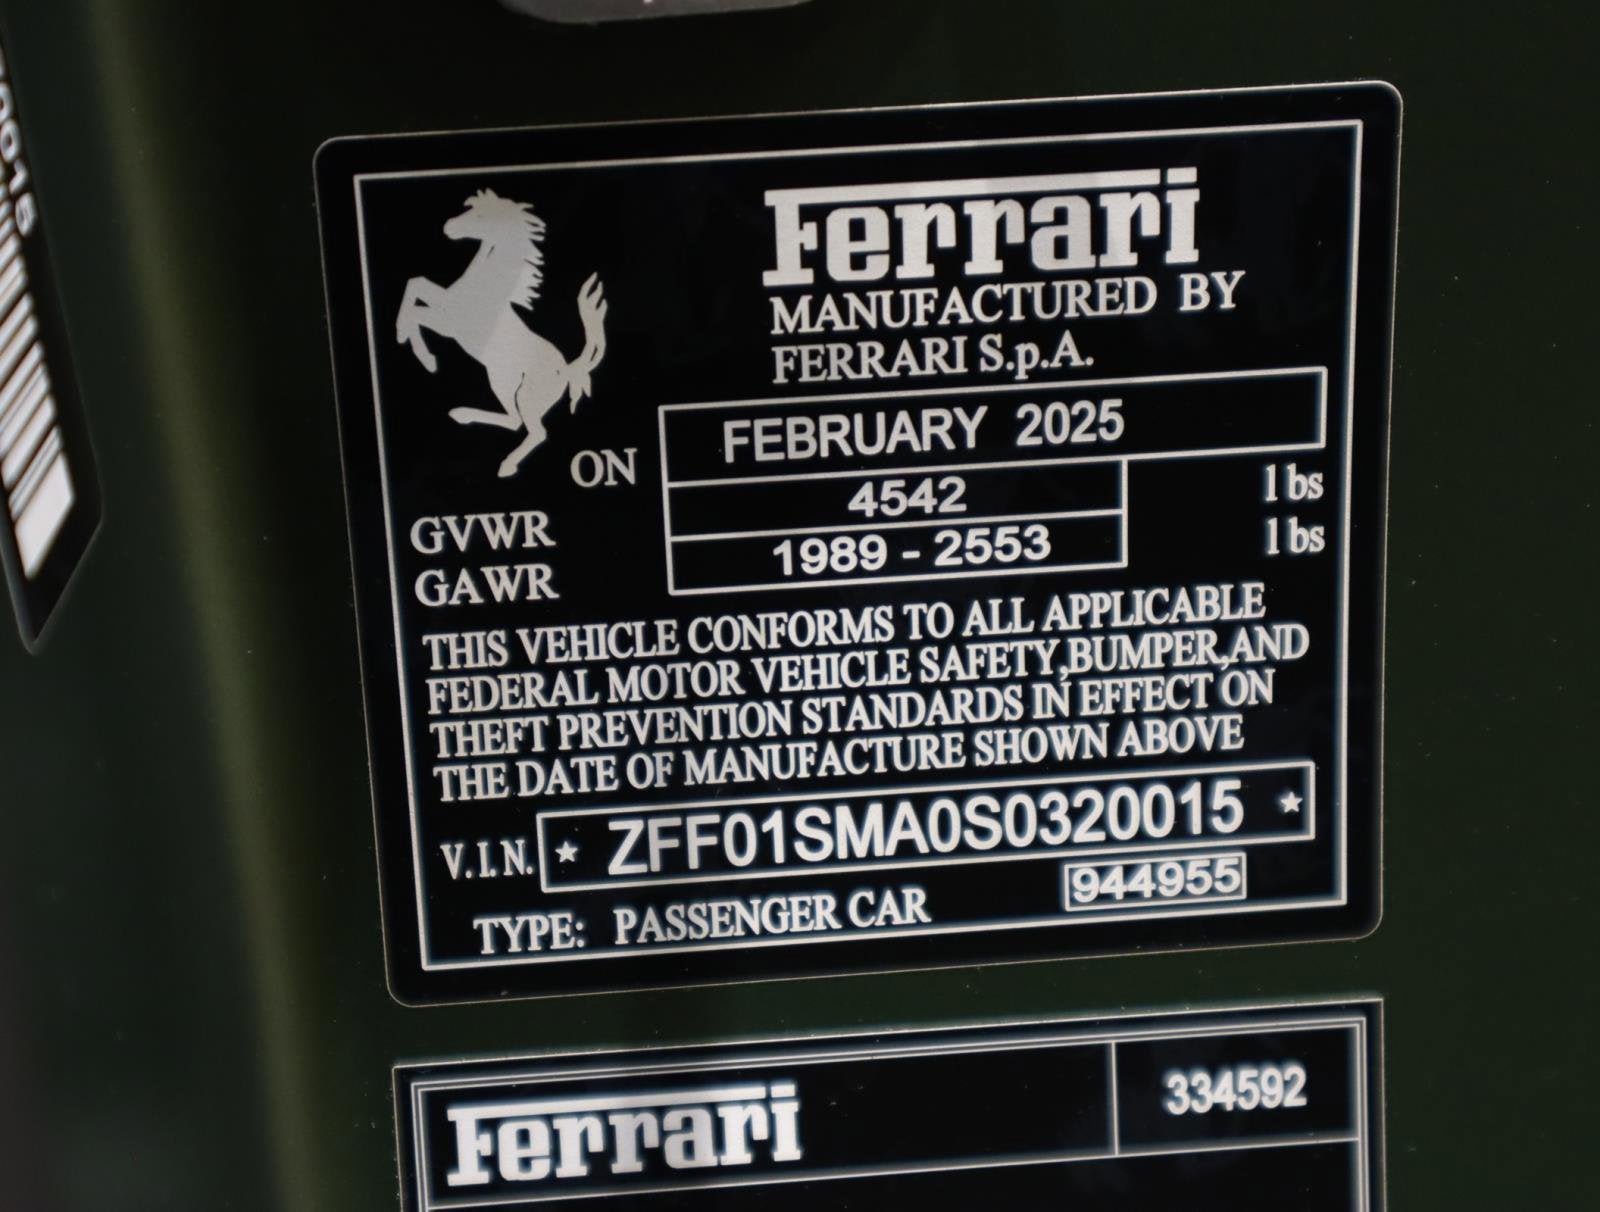 Ferrari
MANUFACTURED BY
FERRARI S.p.A.
ON FEBRUARY 2025
GVWR 4542 lbs
GAWR 1989 - 2553 lbs
THIS VEHICLE CONFORMS TO ALL APPLICABLE
FEDERAL MOTOR VEHICLE SAFETY,BUMPER,AND
THEFT PREVENTION STANDARDS IN EFFECT ON
THE DATE OF MANUFACTURE SHOWN ABOVE
V.I.N. ★ ZFF01SMA0S0320015 ★
TYPE: PASSENGER CAR 944955
Ferrari 334592